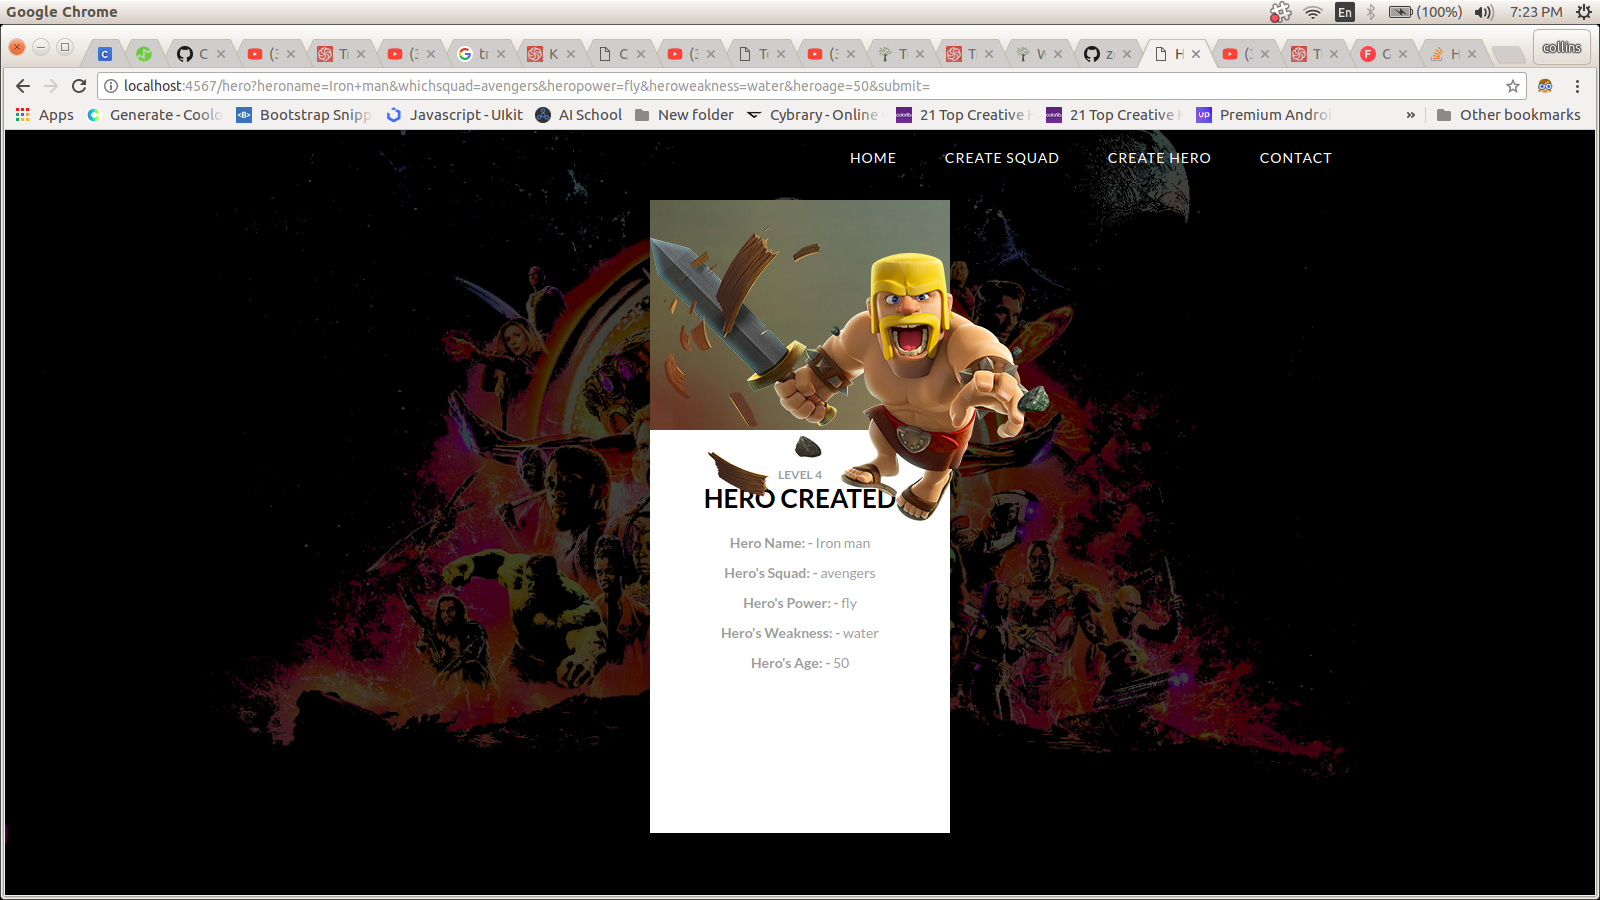 Google Chrome
En
(100%)
7:23 PM
collins
localhost:4567/hero?heroname=Iron+man&whichsquad=avengers&heropower=fly&heroweakness=water&heroage=50&submit=
Apps
Generate - Coolo
Bootstrap Snipp
Javascript - UIkit
AI School
New folder
Cybrary - Online
21 Top Creative
21 Top Creative
Premium Androi
»
Other bookmarks
HOME
CREATE SQUAD
CREATE HERO
CONTACT
LEVEL 4
HERO CREATED
Hero Name: - Iron man
Hero's Squad: - avengers
Hero's Power: - fly
Hero's Weakness: - water
Hero's Age: - 50